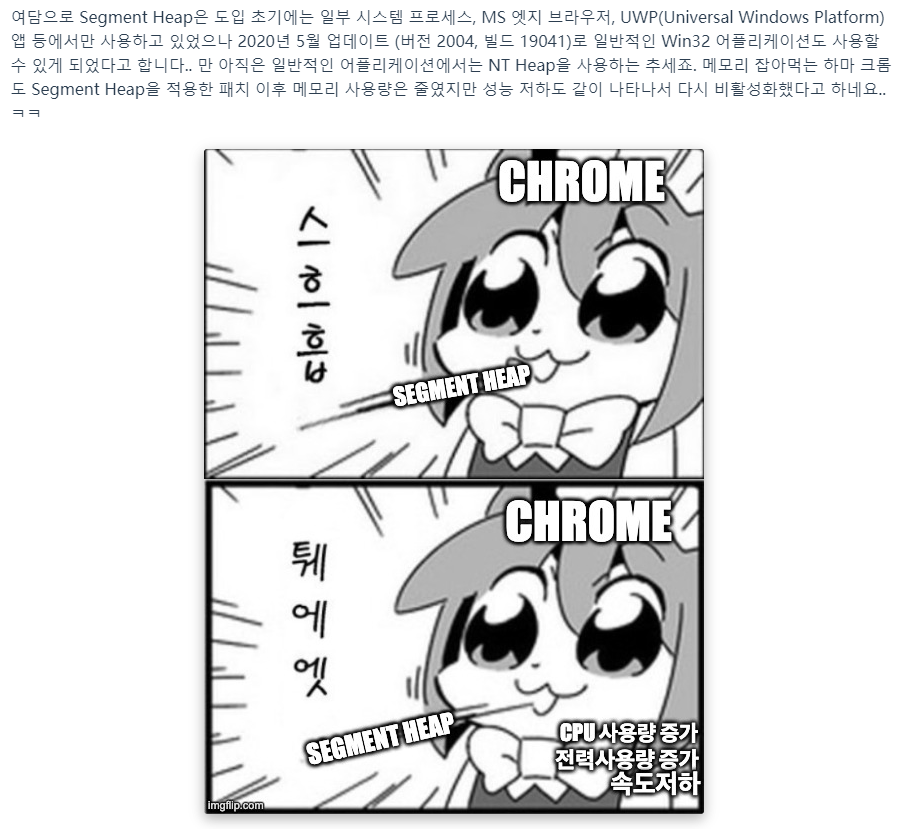 여담으로 Segment Heap은 도입 초기에는 일부 시스템 프로세스, MS 엣지 브라우저, UWP(Universal Windows Platform)
앱 등에서만 사용하고 있었으나 2020년 5월 업데이트 (버전 2004, 빌드 19041)로 일반적인 Win32 어플리케이션도 사용할
수 있게 되었다고 합니다.. 만 아직은 일반적인 어플리케이션에서는 NT Heap을 사용하는 추세죠. 메모리 잡아먹는 하마 크롬
도 Segment Heap을 적용한 패치 이후 메모리 사용량은 줄였지만 성능 저하도 같이 나타나서 다시 비활성화했다고 하네요..
ㅋㅋ
CHROME
스흐흡
SEGMENT HEAP
CHROME
퉤에엣
SEGMENT HEAP
CPU 사용량 증가
전력사용량 증가
속도저하
imgflip.com